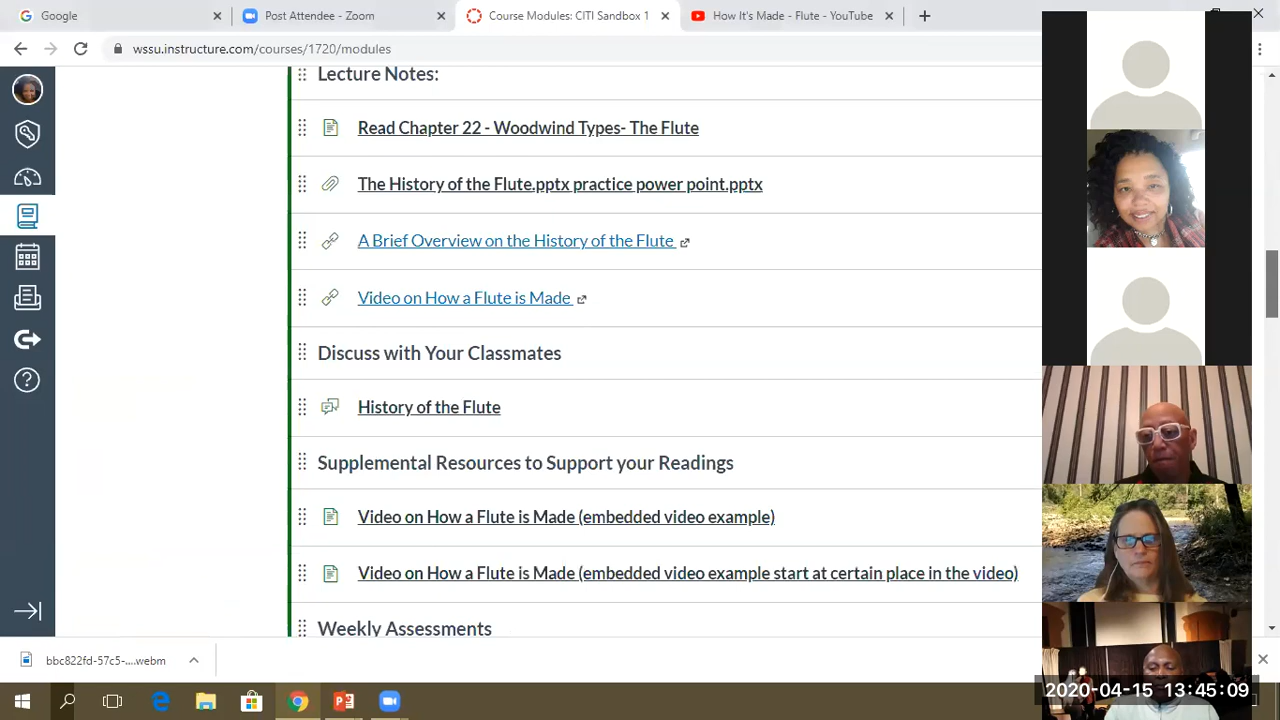 Google
Post Attendee - Zoom
Course Modules: CITI Sandbox 1
How It's Made - Flute - YouTube
wssu.instructure.com/courses/1720/modules
Lecture Notes:
Read Chapter 22 - Woodwind Types- The Flute
The History of the Flute.pptx practice power point.pptx
A Brief Overview on the History of the Flute
Video on How a Flute is Made
Discuss with Your Classmates
History of the Flute
Supplemental Resources to Support your Readings
Video on How a Flute is Made (embedded video example)
Video on How a Flute is Made (embedded video example start at certain place in the video)
Weekly Assessments
bbc822fd-57c5-....webm
2020-04-15 13:45:09